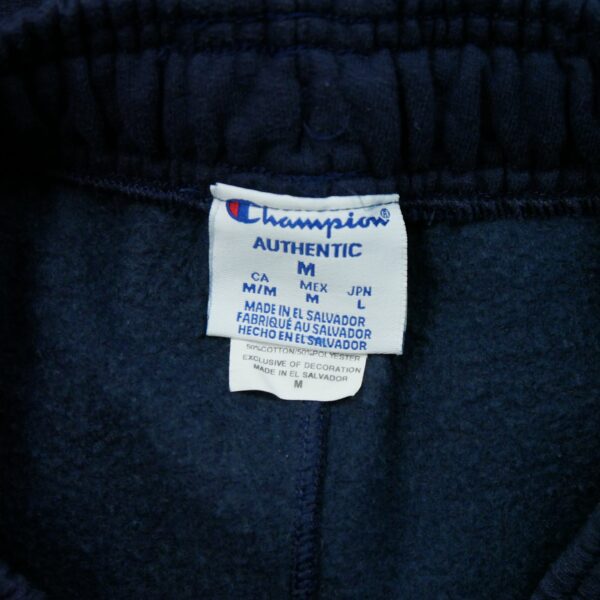 Champion®
AUTHENTIC
M
CA MEX JPN
M/M M L
MADE IN EL SALVADOR
FABRIQUÉ AU SALVADOR
HECHO EN EL SALVADOR
50%COTTON/50%POLYESTER
EXCLUSIVE OF DECORATION
MADE IN EL SALVADOR
M